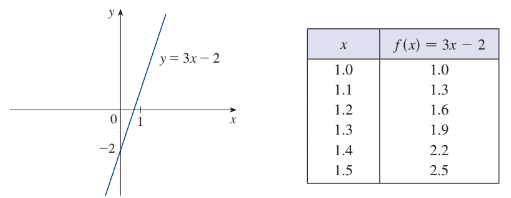 y
y = 3x − 2
0
1
x
−2
x f(x) = 3x − 2
1.0 1.0
1.1 1.3
1.2 1.6
1.3 1.9
1.4 2.2
1.5 2.5